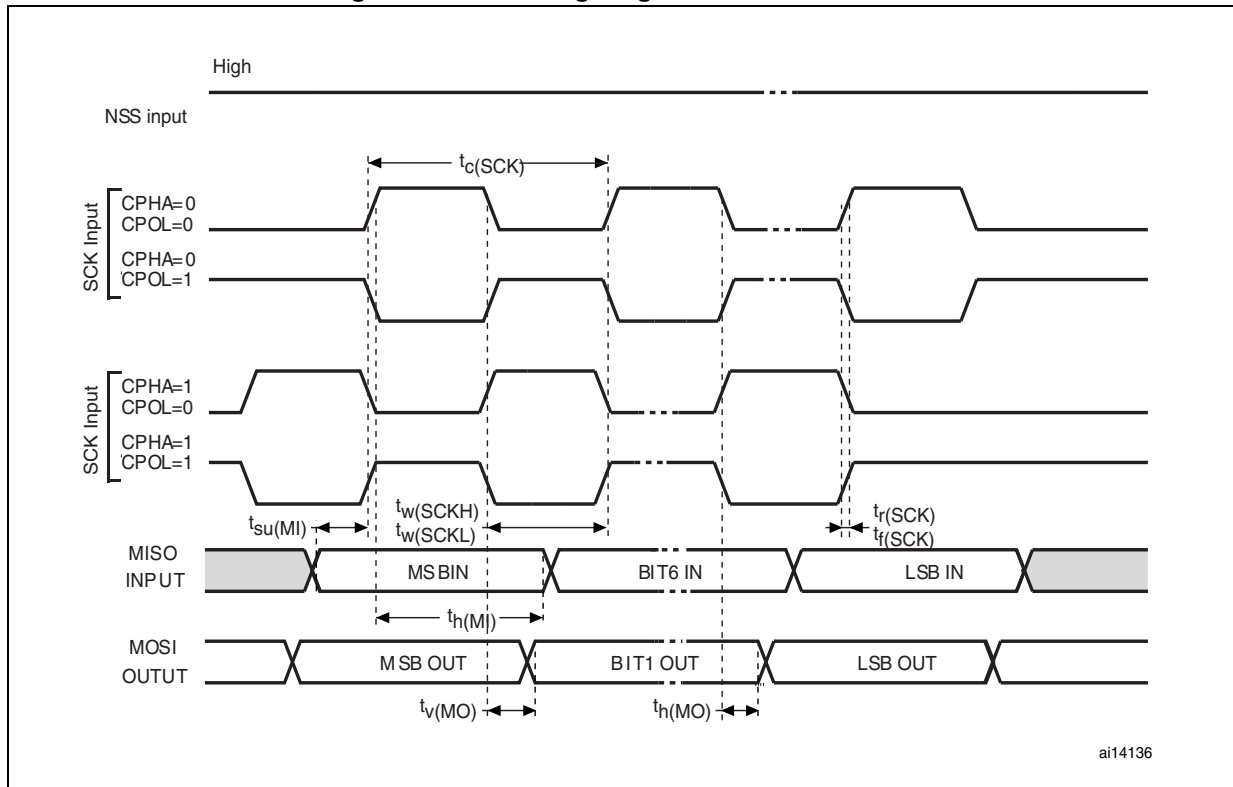 High
NSS input
tc(SCK)
SCK Input
CPHA=0
CPOL=0
CPHA=0
CPOL=1
SCK Input
CPHA=1
CPOL=0
CPHA=1
CPOL=1
tsu(MI)
tw(SCKH)
tw(SCKL)
tr(SCK)
tf(SCK)
MISO
INPUT
MSBIN
BIT6 IN
LSB IN
th(MI)
MOSI
OUTUT
MSB OUT
BIT1 OUT
LSB OUT
tv(MO)
th(MO)
ai14136